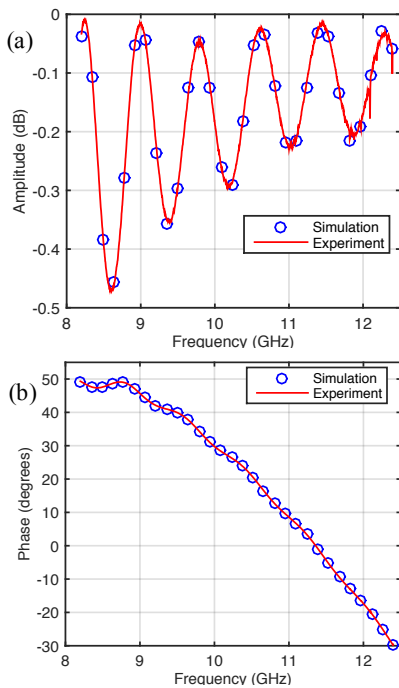 (a)
0
-0.1
-0.2
-0.3
-0.4
-0.5
Amplitude (dB)
Simulation
Experiment
8 9 10 11 12
Frequency (GHz)
(b)
50
40
30
20
10
0
-10
-20
-30
Phase (degrees)
Simulation
Experiment
8 9 10 11 12
Frequency (GHz)